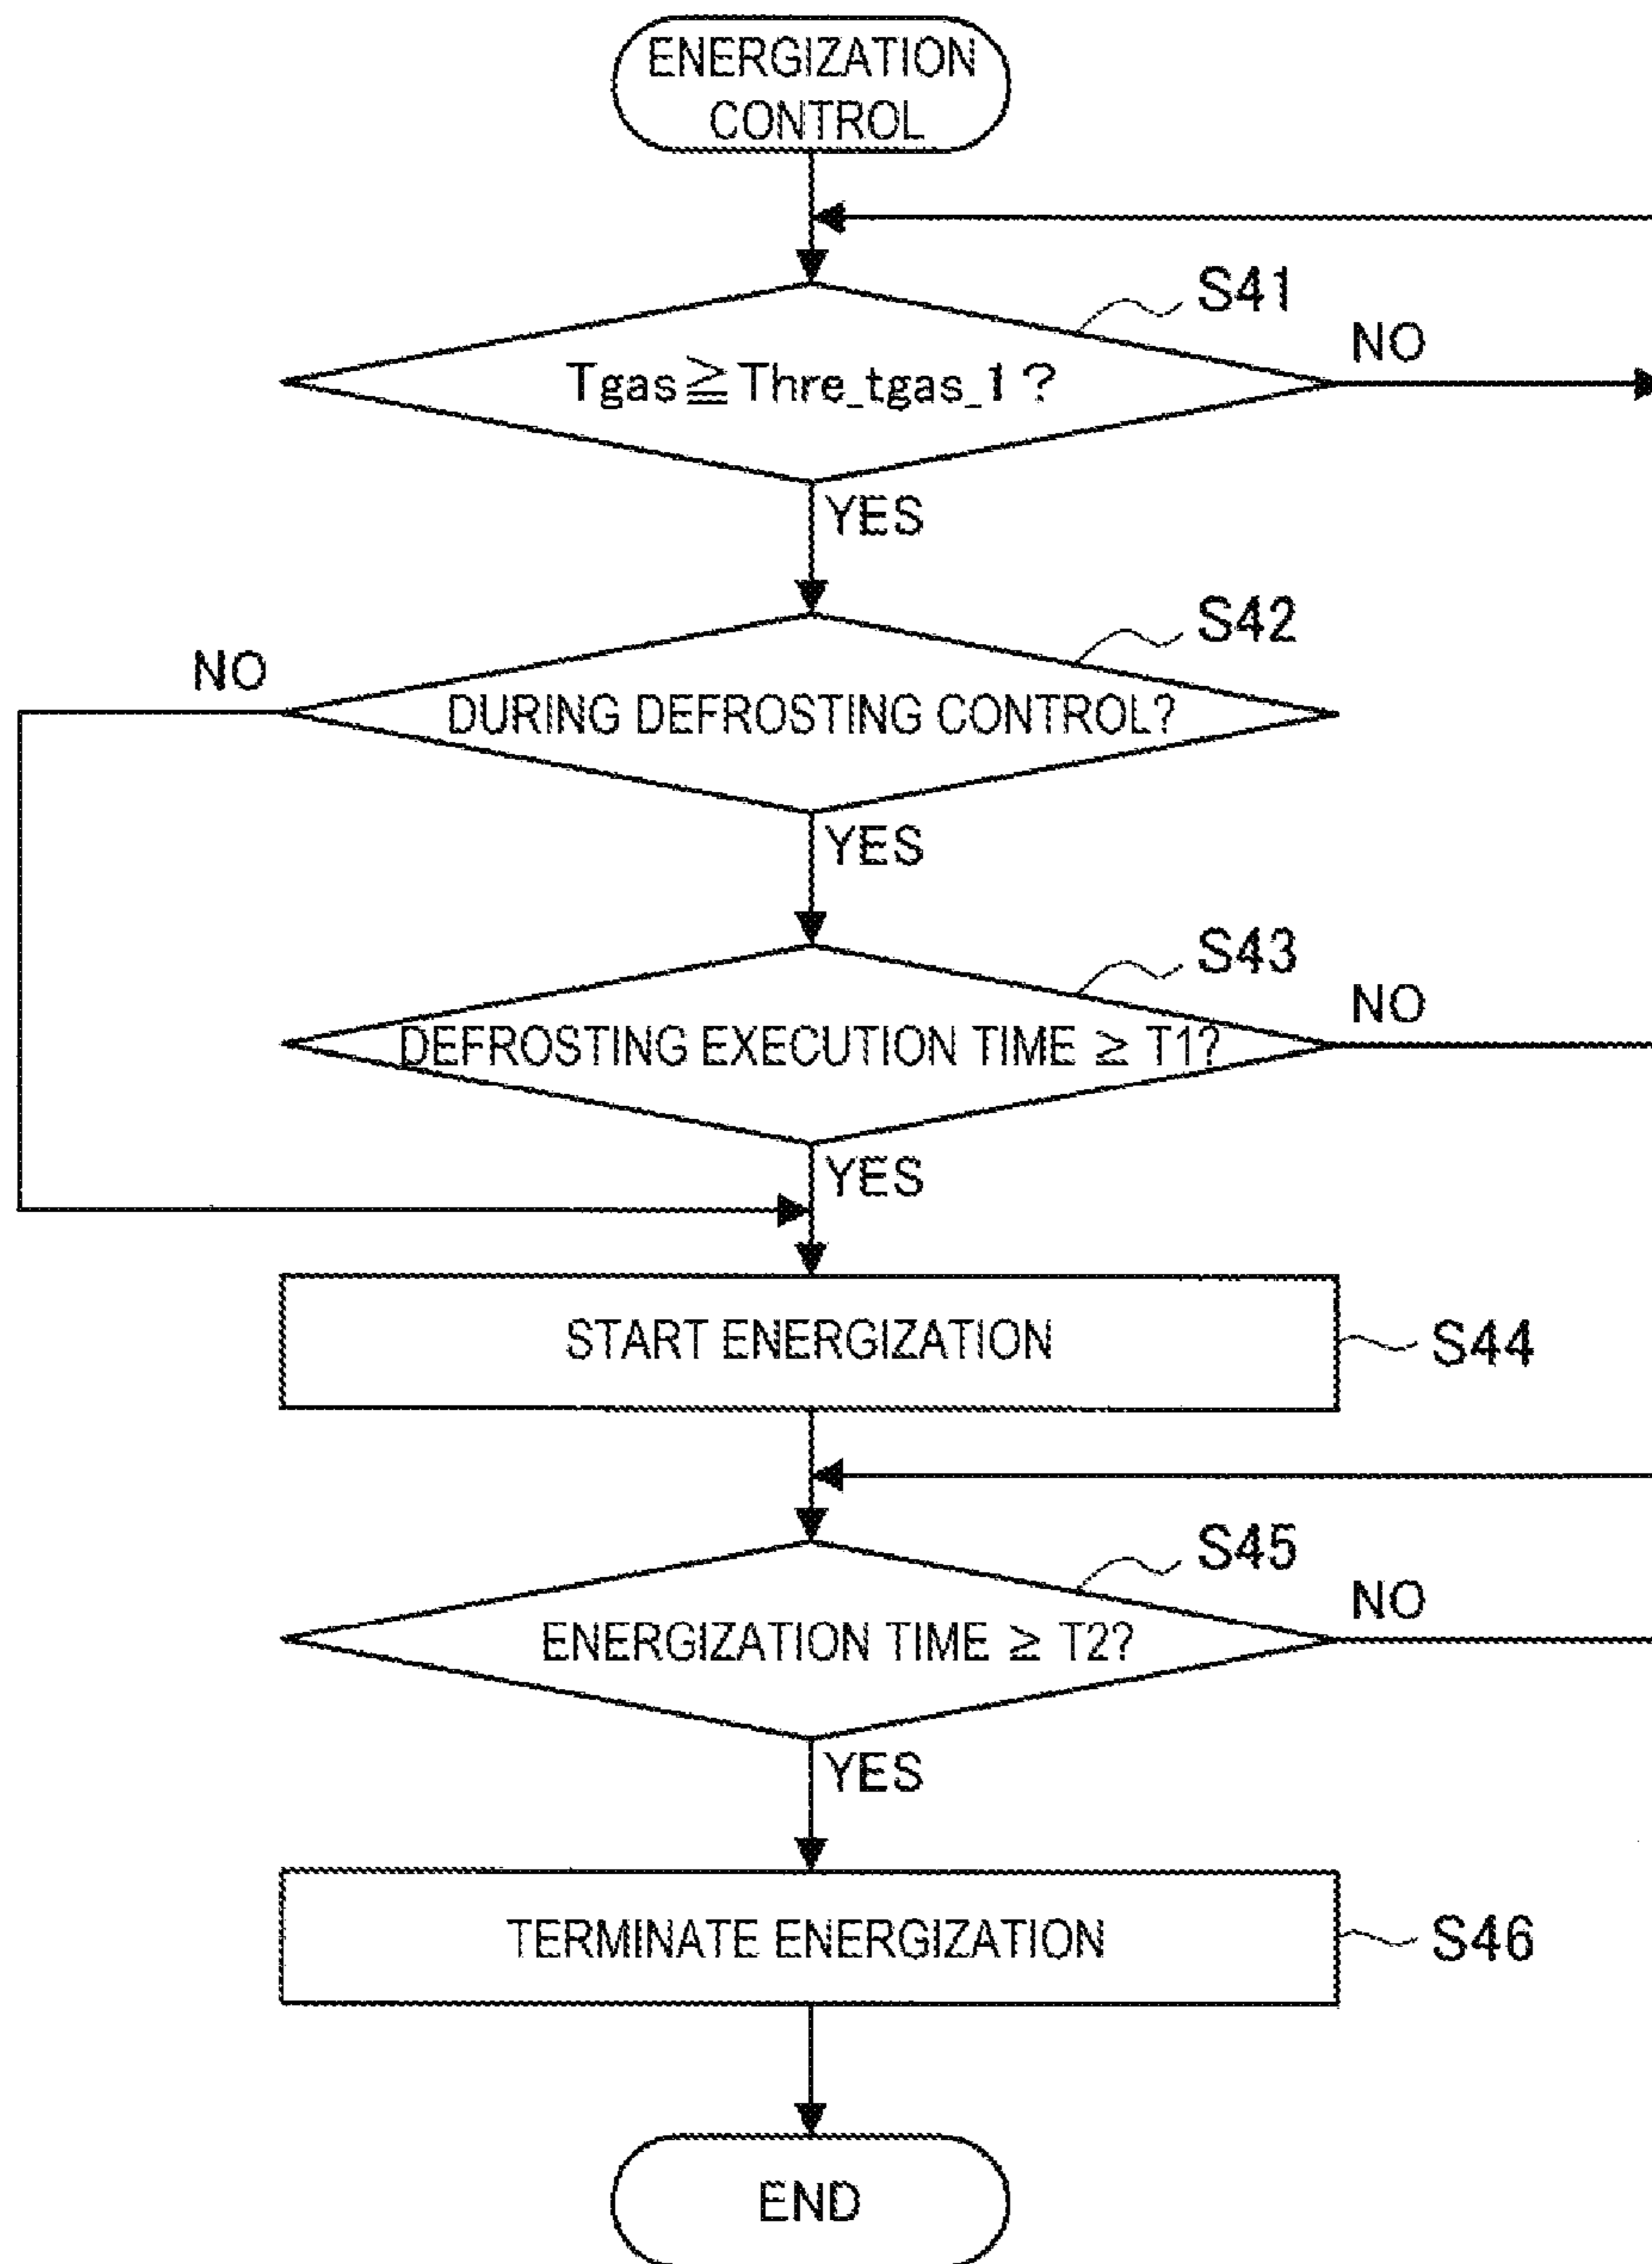 ENERGIZATION
CONTROL
S41
Tgas≧Thre_tgas_1?
NO
YES
S42
NO
DURING DEFROSTING CONTROL?
YES
S43
NO
DEFROSTING EXECUTION TIME ≥ T1?
YES
START ENERGIZATION
S44
S45
NO
ENERGIZATION TIME ≥ T2?
YES
TERMINATE ENERGIZATION
S46
END